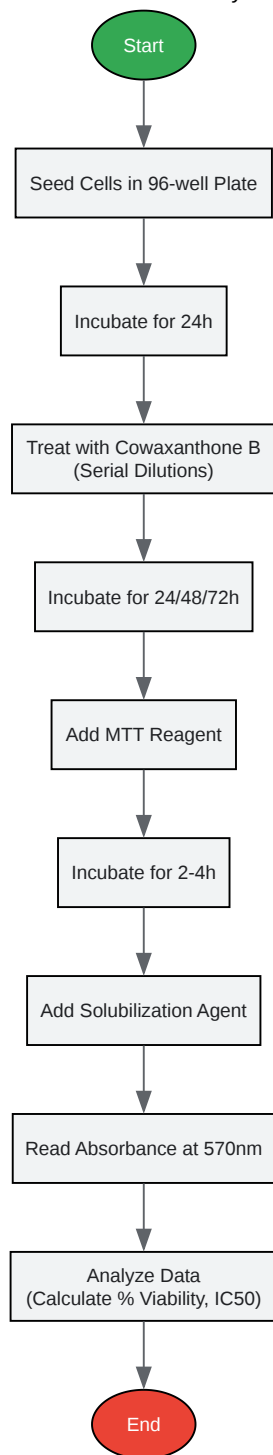 Start
Seed Cells in 96-well Plate
Incubate for 24h
Treat with Cowaxanthone B
(Serial Dilutions)
Incubate for 24/48/72h
Add MTT Reagent
Incubate for 2-4h
Add Solubilization Agent
Read Absorbance at 570nm
Analyze Data
(Calculate % Viability, IC50)
End